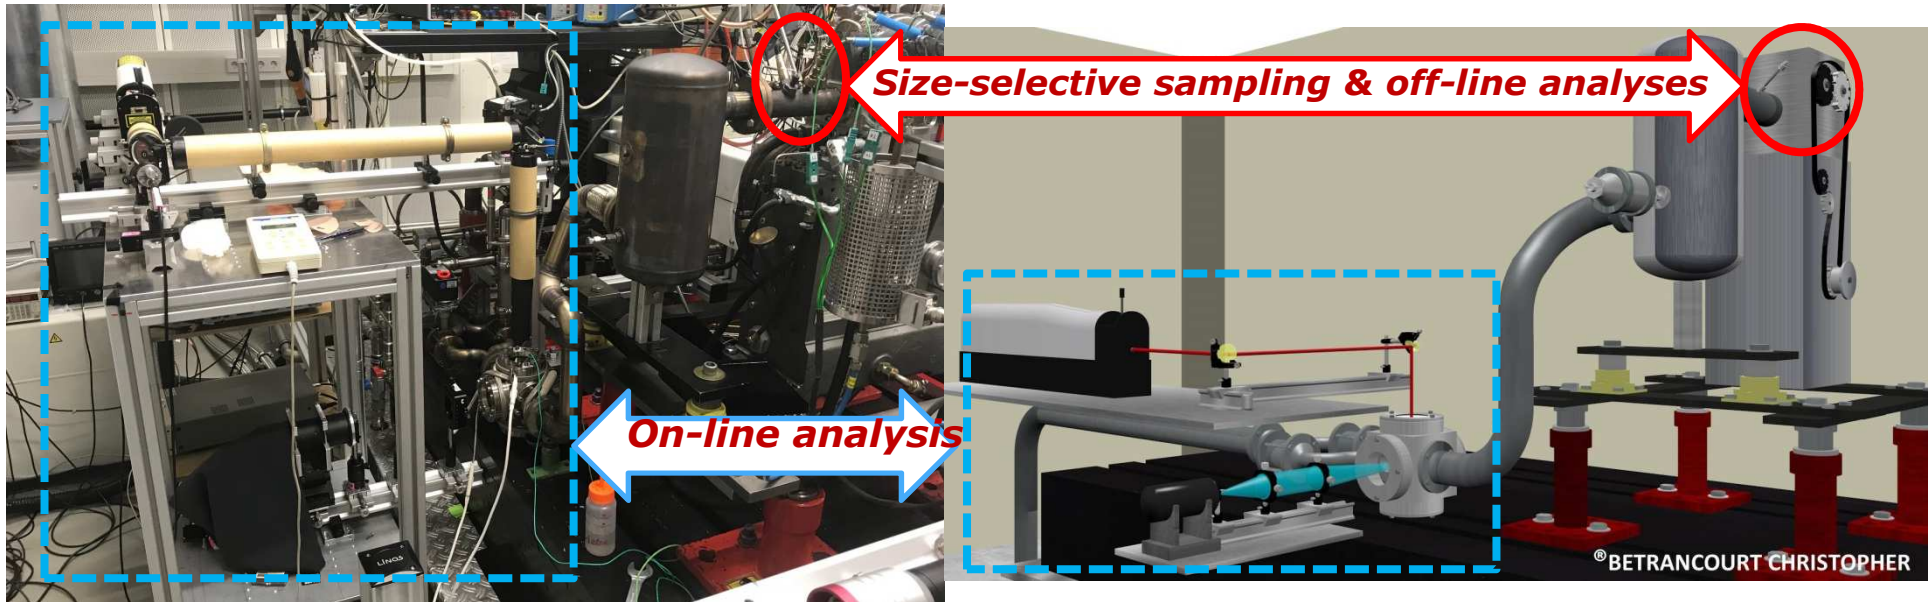 Size-selective sampling & off-line analyses
On-line analysis
LINOS
®BETRANCOURT CHRISTOPHER